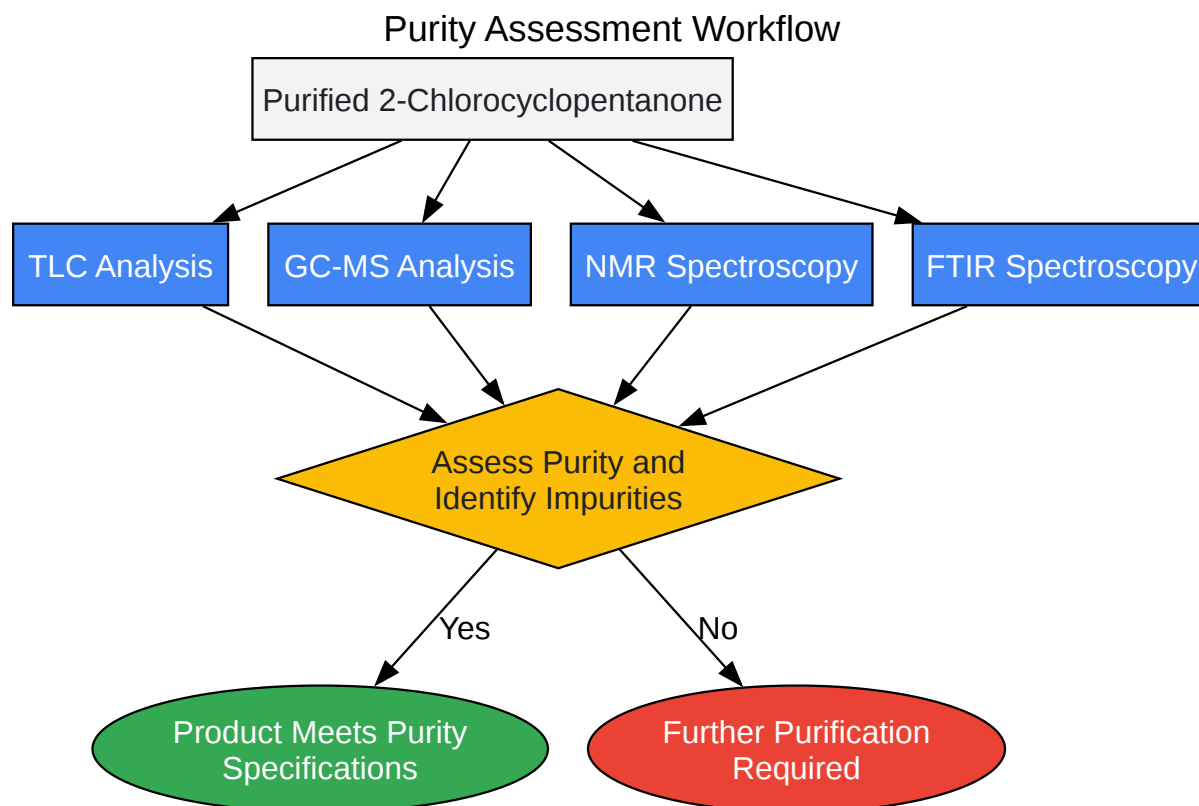 Purity Assessment Workflow
Purified 2-Chlorocyclopentanone
TLC Analysis
GC-MS Analysis
NMR Spectroscopy
FTIR Spectroscopy
Assess Purity and
Identify Impurities
Yes
No
Product Meets Purity
Specifications
Further Purification
Required